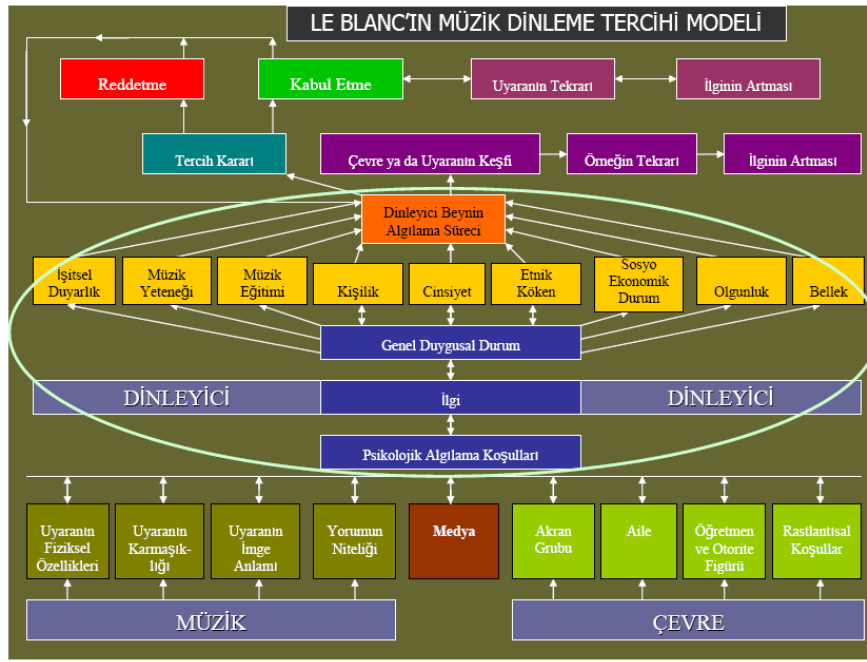 LE BLANC’IN MÜZİK DİNLEME TERCİHİ MODELİ
Reddetme
Kabul Etme
Uyaranın Tekrarı
İlginin Artması
Tercih Kararı
Çevre ya da Uyaranın Keşfi
Örneğin Tekrarı
İlginin Artması
Dinleyici Beynin
Algılama Süreci
İşitsel
Duyarlık
Müzik
Yeteneği
Müzik
Eğitimi
Kişilik
Cinsiyet
Etnik
Köken
Sosyo
Ekonomik
Durum
Olgunluk
Bellek
Genel Duygusal Durum
DİNLEYİCİ
İlgi
DİNLEYİCİ
Psikolojik Algılama Koşulları
Uyaranın
Fiziksel
Özellikleri
Uyaranın
Karmaşık-
lığı
Uyaranın
İmge
Anlamı
Yorumun
Niteliği
Medya
Akran
Grubu
Aile
Öğretmen
ve Otorite
Figürü
Rastlantısal
Koşullar
MÜZİK
ÇEVRE